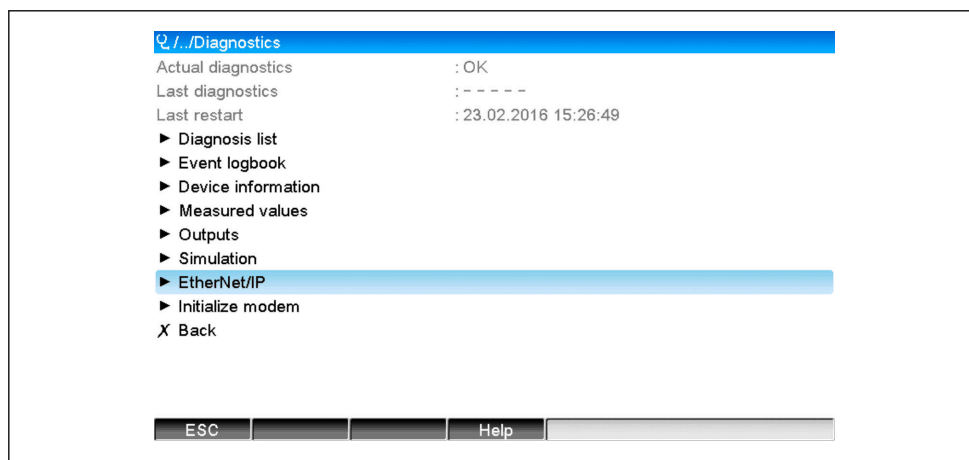 /../Diagnostics
Actual diagnostics : OK
Last diagnostics : - - - - -
Last restart : 23.02.2016 15:26:49
► Diagnosis list
► Event logbook
► Device information
► Measured values
► Outputs
► Simulation
► EtherNet/IP
► Initialize modem
X Back
ESC Help